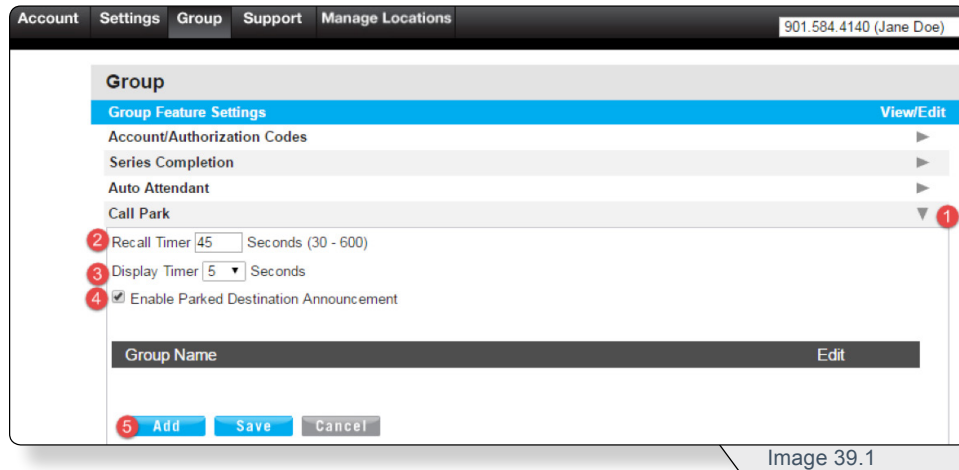 Account Settings Group Support Manage Locations
901.584.4140 (Jane Doe)
Group
Group Feature Settings View/Edit
Account/Authorization Codes
Series Completion
Auto Attendant
Call Park 1
2 Recall Timer 45 Seconds (30 - 600)
3 Display Timer 5 Seconds
4 Enable Parked Destination Announcement
Group Name Edit
5 Add Save Cancel
Image 39.1